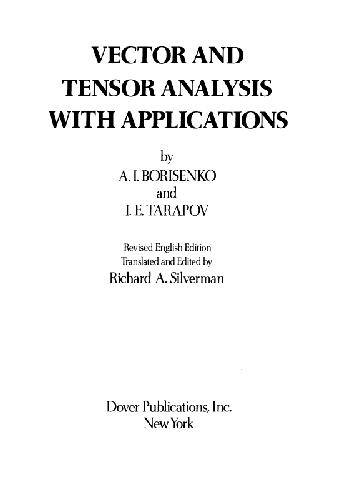 VECTOR AND
TENSOR ANALYSIS
WITH APPLICATIONS
by
A. I. BORISENKO
and
I. E. TARAPOV
Revised English Edition
Translated and Edited by
Richard A. Silverman
Dover Publications, Inc.
New York